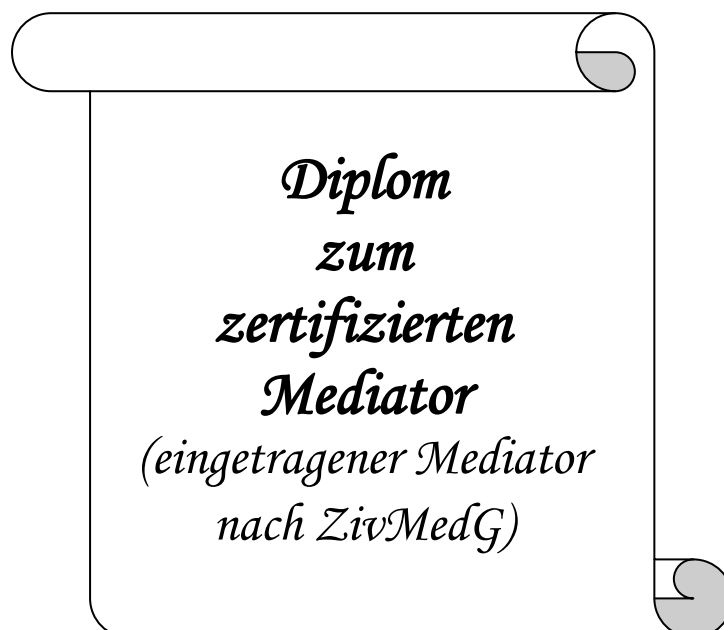 Diplom
zum
zertifizierten
Mediator
(eingetragener Mediator
nach ZivMedG)